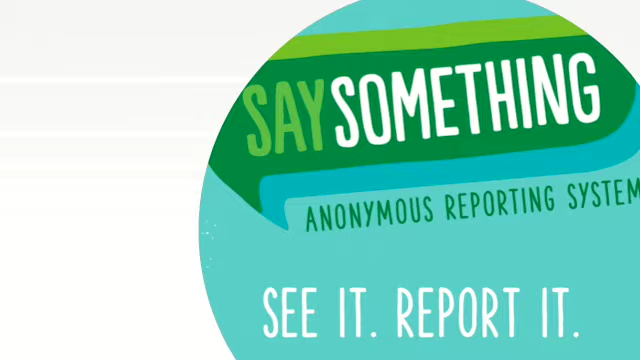 SAYSOMETHING
ANONYMOUS REPORTING SYSTEM
SEE IT. REPORT IT.